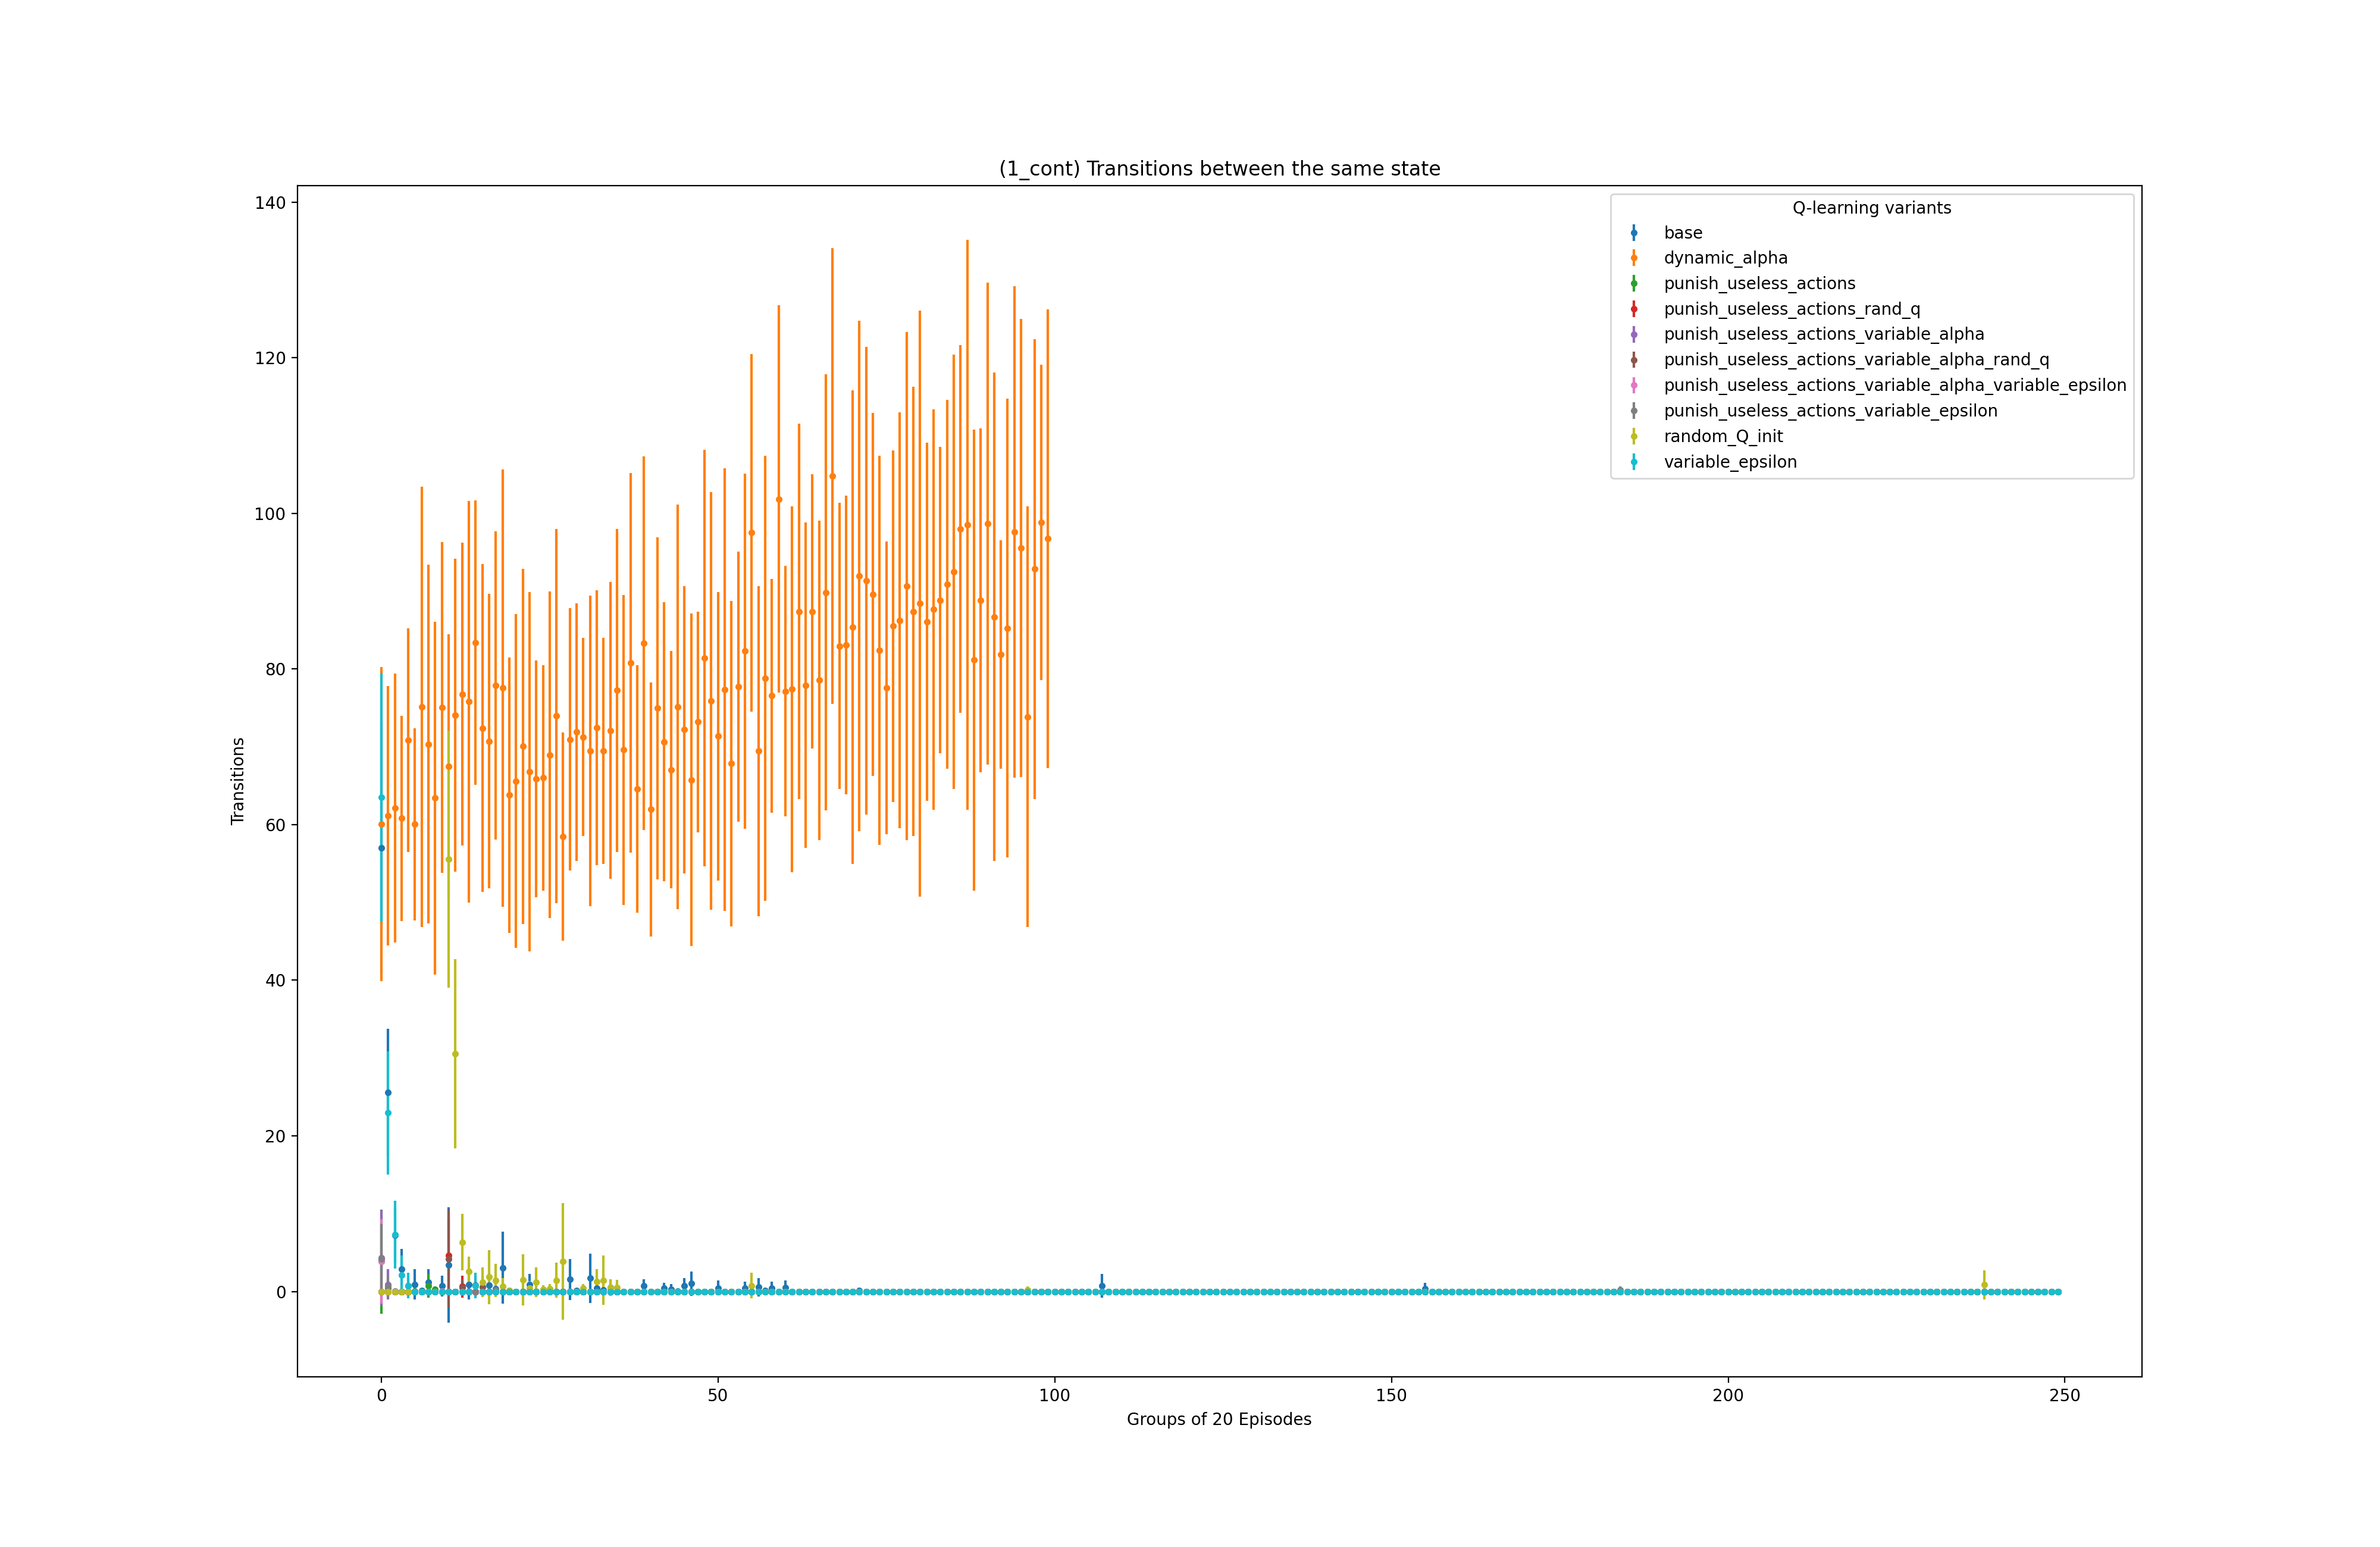 (1_cont) Transitions between the same state
140
120
100
80
60
40
20
0
Transitions
0
50
100
150
200
250
Groups of 20 Episodes
Q-learning variants
base
dynamic_alpha
punish_useless_actions
punish_useless_actions_rand_q
punish_useless_actions_variable_alpha
punish_useless_actions_variable_alpha_rand_q
punish_useless_actions_variable_alpha_variable_epsilon
punish_useless_actions_variable_epsilon
random_Q_init
variable_epsilon